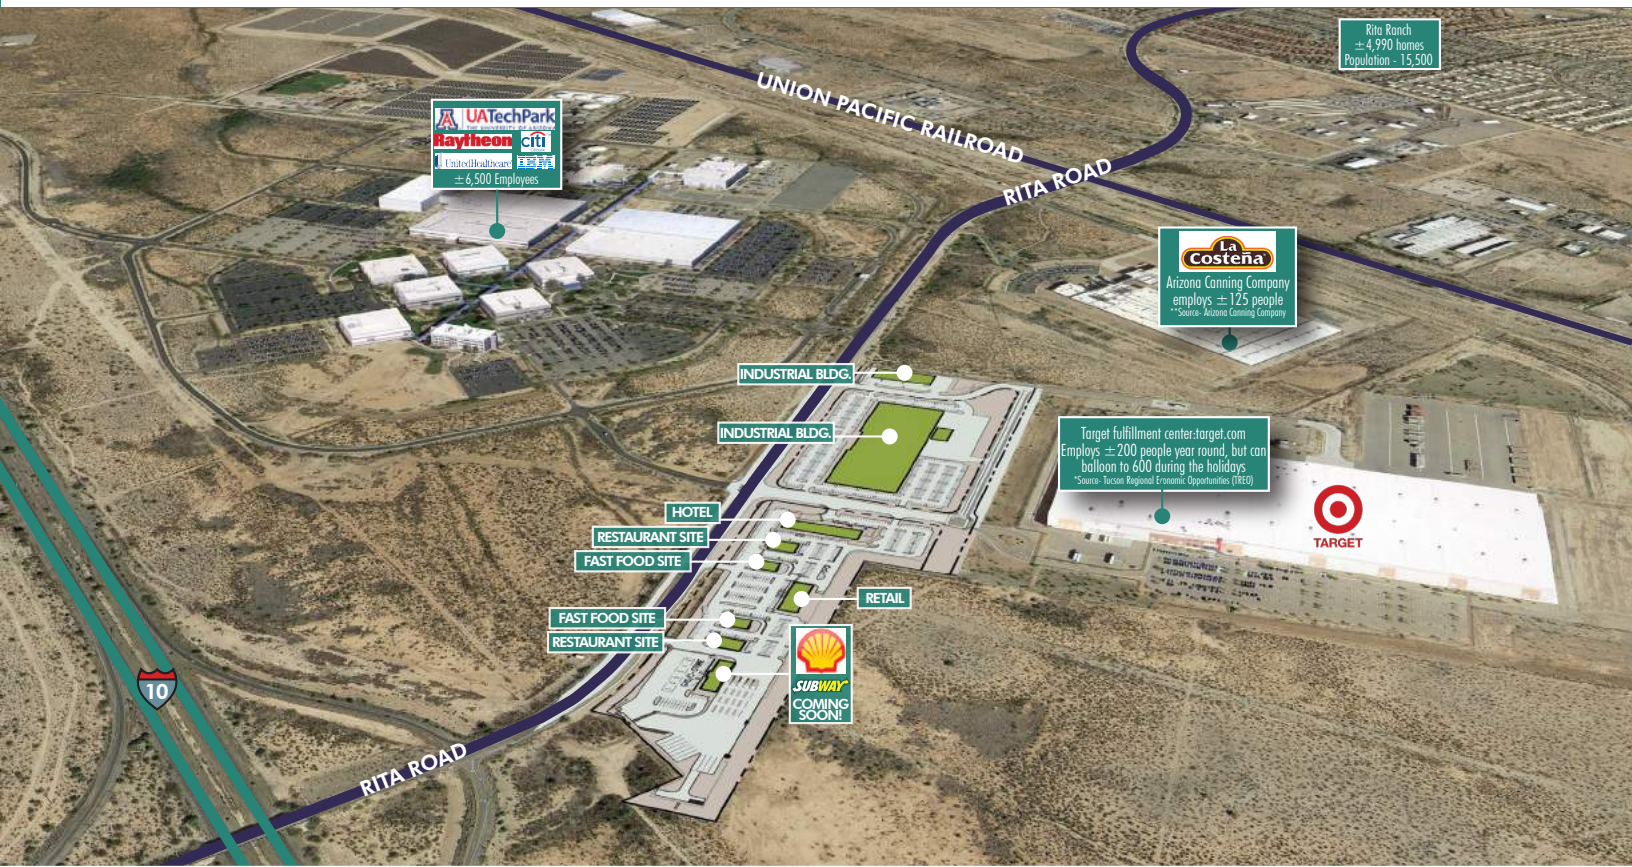 Rita Ranch
±4,990 homes
Population - 15,500
UNION PACIFIC RAILROAD
RITA ROAD
UATechPark
THE UNIVERSITY OF ARIZONA
Raytheon
citi
UnitedHealthcare
IBM
±6,500 Employees
La
Costeña
Arizona Canning Company
employs ±125 people
**Source- Arizona Canning Company
INDUSTRIAL BLDG.
INDUSTRIAL BLDG.
Target fulfillment center:target.com
Employs ±200 people year round, but can
balloon to 600 during the holidays
*Source- Tucson Regional Economic Opportunities (TREO)
TARGET
HOTEL
RESTAURANT SITE
FAST FOOD SITE
RETAIL
FAST FOOD SITE
RESTAURANT SITE
SUBWAY
COMING
SOON!
10
RITA ROAD